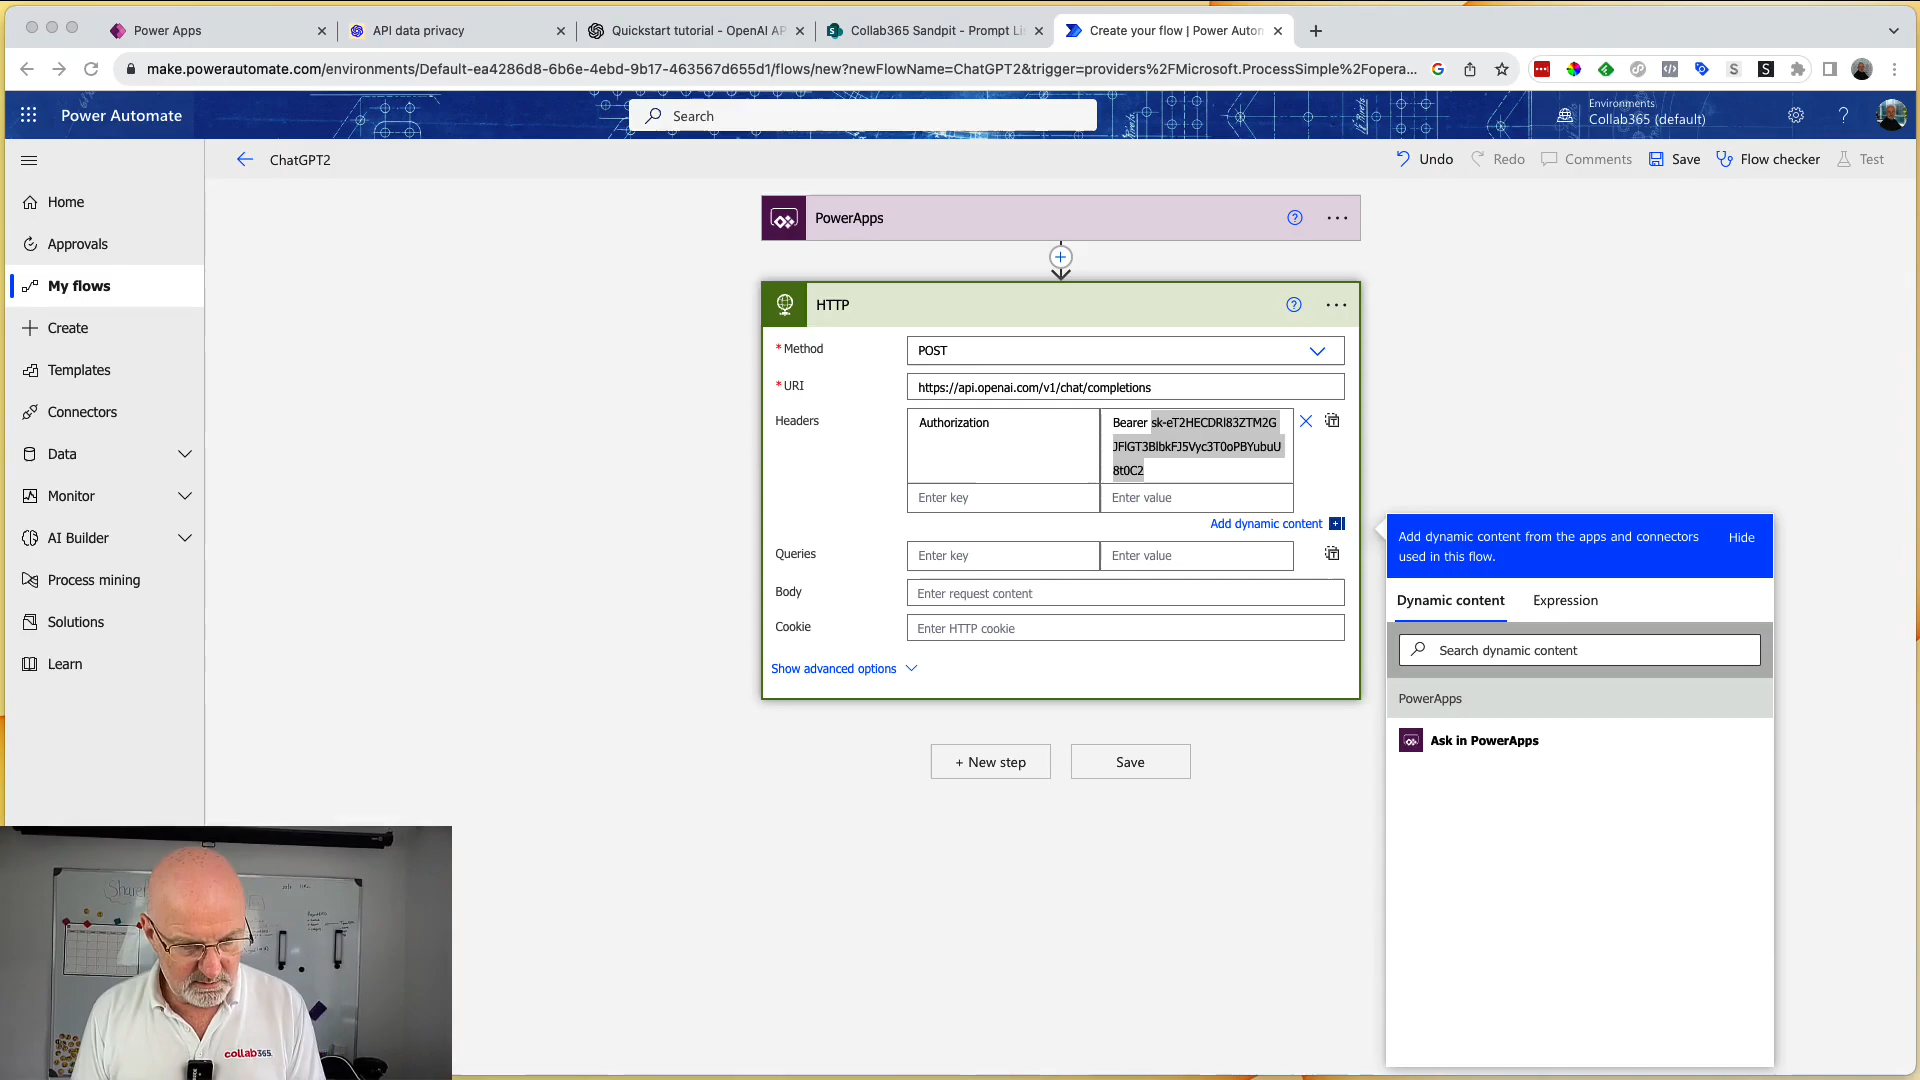 Power Apps
API data privacy
Quickstart tutorial - OpenAI AP
Collab365 Sandpit - Prompt Li
Create your flow | Power Autom
make.powerautomate.com/environments/Default-ea4286d8-6b6e-4ebd-9b17-463567d655d1/flows/new?newFlowName=ChatGPT2&trigger=providers%2FMicrosoft.ProcessSimple%2Fopera...
Power Automate
Search
Environments
Collab365 (default)
ChatGPT2
Undo
Redo
Comments
Save
Flow checker
Test
Home
Approvals
My flows
Create
Templates
Connectors
Data
Monitor
AI Builder
Process mining
Solutions
Learn
PowerApps
HTTP
* Method
POST
* URI
https://api.openai.com/v1/chat/completions
Headers
Authorization
Bearer sk-eT2HECDRl83ZTM2G
JFlGT3BlbkFJ5Vyc3T0oPBYubuU
8t0C2
Enter key
Enter value
Add dynamic content
Queries
Enter key
Enter value
Body
Enter request content
Cookie
Enter HTTP cookie
Show advanced options
+ New step
Save
Add dynamic content from the apps and connectors
used in this flow.
Hide
Dynamic content
Expression
Search dynamic content
PowerApps
Ask in PowerApps
collab365